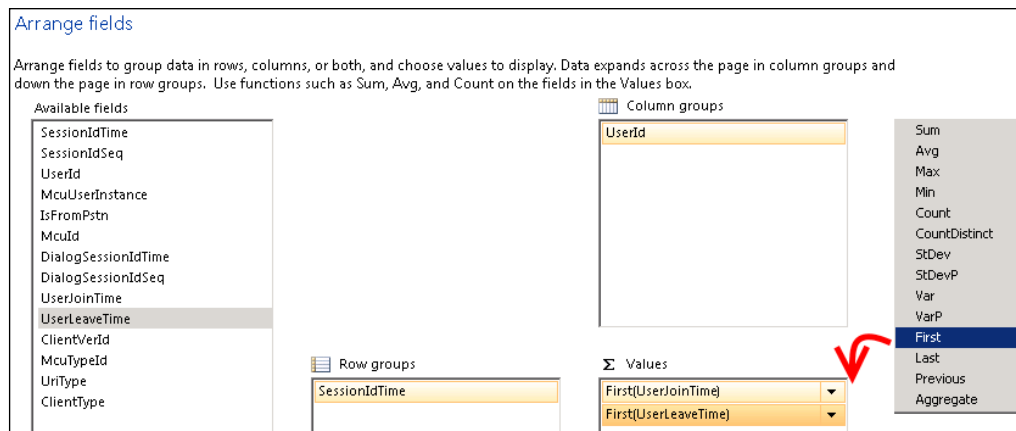 Arrange fields
Arrange fields to group data in rows, columns, or both, and choose values to display. Data expands across the page in column groups and
down the page in row groups.  Use functions such as Sum, Avg, and Count on the fields in the Values box.
Available fields
SessionIdTime
SessionIdSeq
UserId
McuUserInstance
IsFromPstn
McuId
DialogSessionIdTime
DialogSessionIdSeq
UserJoinTime
UserLeaveTime
ClientVerId
McuTypeId
UriType
ClientType
Column groups
UserId
Row groups
SessionIdTime
Σ Values
First(UserJoinTime)
First(UserLeaveTime)
Sum
Avg
Max
Min
Count
CountDistinct
StDev
StDevP
Var
VarP
First
Last
Previous
Aggregate